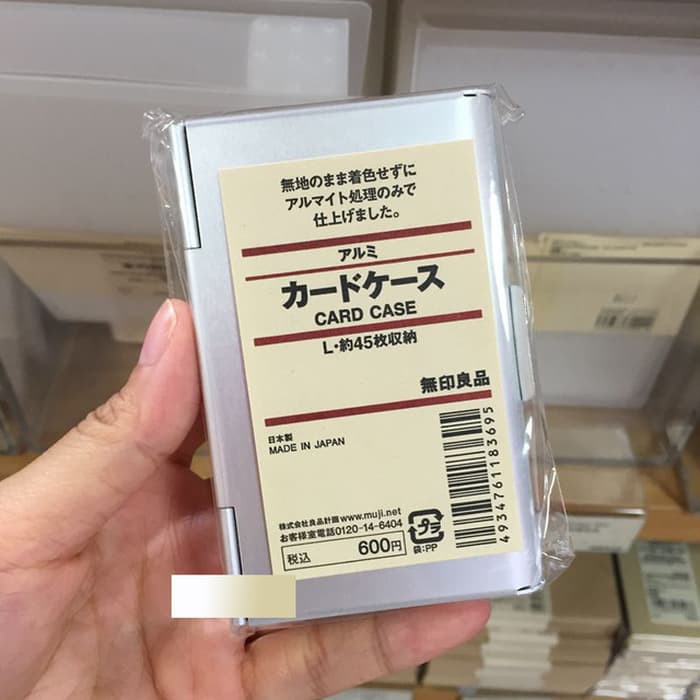 無地のまま着色せずに
アルマイト処理のみで
仕上げました。
アルミ
カードケース
CARD CASE
L・約45枚収納
無印良品
日本製
MADE IN JAPAN
4934761183695
株式会社良品計画 www.muji.net
お客様室電話0120-14-6404
税込 600円
プラ
袋:PP